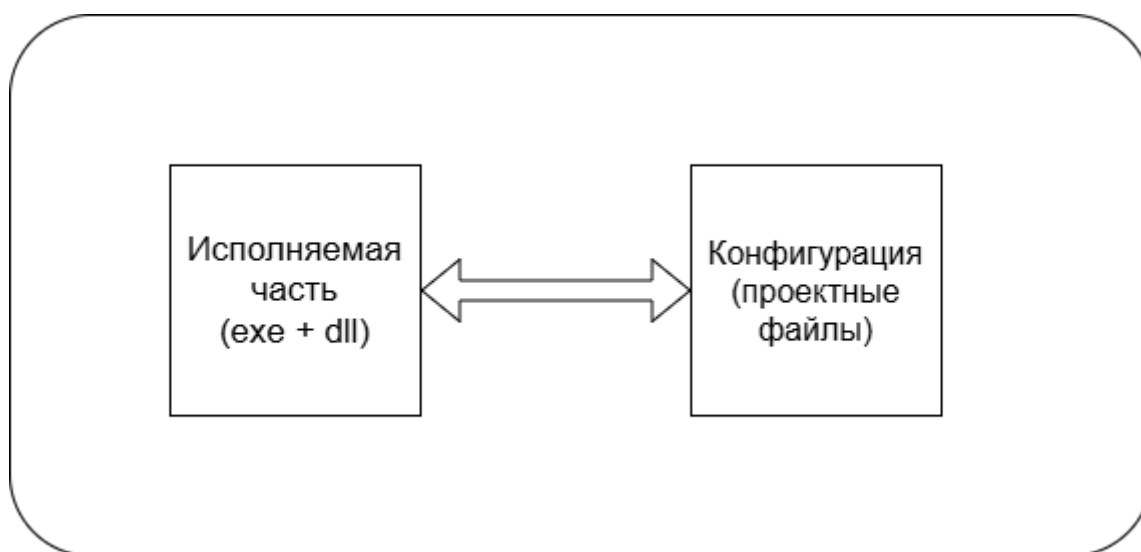 Исполняемая
часть
(exe + dll)
Конфигурация
(проектные
файлы)